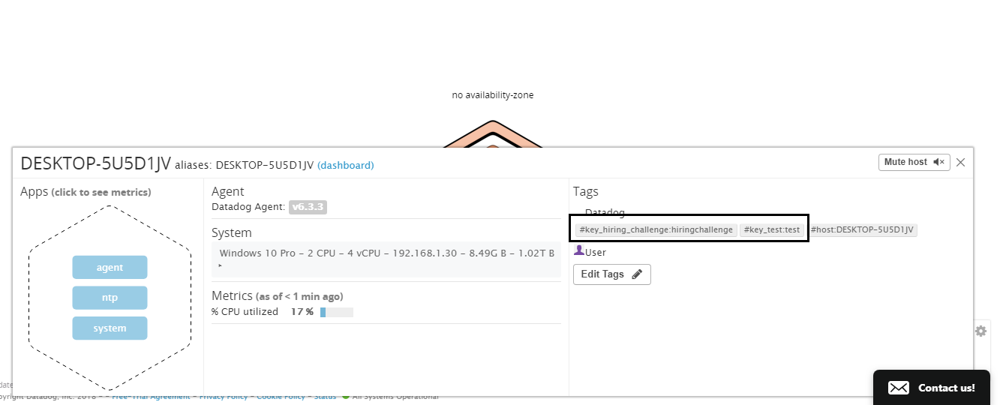 no availability-zone
DESKTOP-5U5D1JV aliases: DESKTOP-5U5D1JV (dashboard)
Mute host
Apps (click to see metrics)
agent
ntp
system
Agent
Datadog Agent: v6.3.3
System
Windows 10 Pro - 2 CPU - 4 vCPU - 192.168.1.30 - 8.49G B - 1.02T B
Metrics (as of < 1 min ago)
% CPU utilized 17 %
Tags
Datadog
#key_hiring_challenge:hiringchallenge #key_test:test #host:DESKTOP-5U5D1JV
User
Edit Tags
Datadog, Inc. 2018 - - Free-Trial Agreement - Privacy Policy - Cookie Policy - Status All Systems Operational
Contact us!